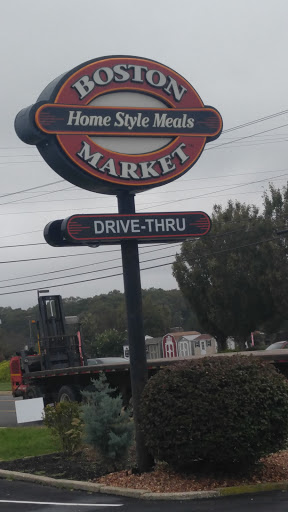 BOSTON
Home Style Meals
MARKET
DRIVE-THRU